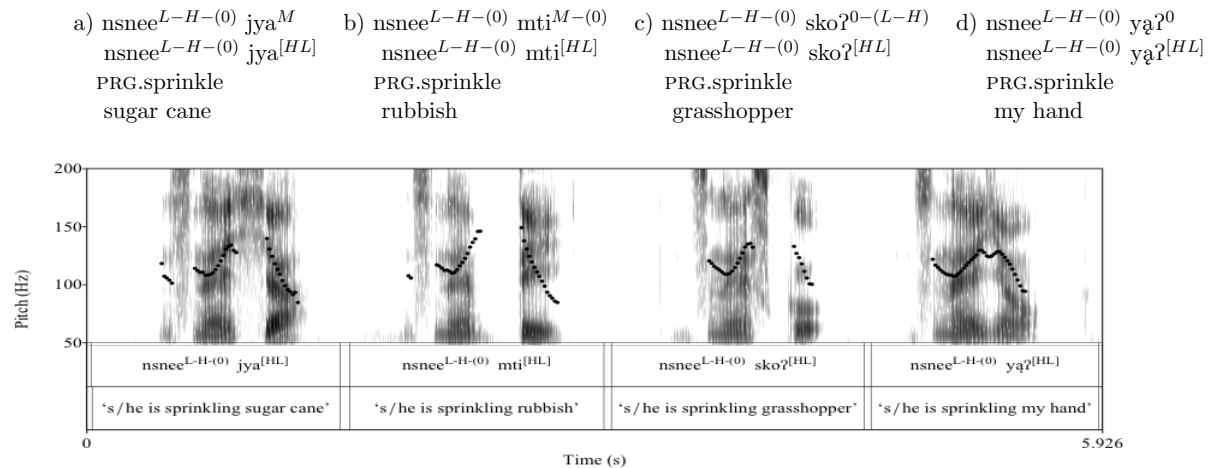 a) nsnee^{L−H−(0)} jya^{M} b) nsnee^{L−H−(0)} mti^{M−(0)} c) nsnee^{L−H−(0)} skoʔ^{0−(L−H)} d) nsnee^{L−H−(0)} yąʔ^{0}
nsnee^{L−H−(0)} jya^{[HL]} nsnee^{L−H−(0)} mti^{[HL]} nsnee^{L−H−(0)} skoʔ^{[HL]} nsnee^{L−H−(0)} yąʔ^{[HL]}
PRG.sprinkle PRG.sprinkle PRG.sprinkle PRG.sprinkle
sugar cane rubbish grasshopper my hand
200
150
100
50
Pitch (Hz)
nsnee^{L-H-(0)} jya^{[HL]} nsnee^{L-H-(0)} mti^{[HL]} nsnee^{L-H-(0)} skoʔ^{[HL]} nsnee^{L-H-(0)} yąʔ^{[HL]}
‘s/he is sprinkling sugar cane’ ‘s/he is sprinkling rubbish’ ‘s/he is sprinkling grasshopper’ ‘s/he is sprinkling my hand’
0 5.926
Time (s)